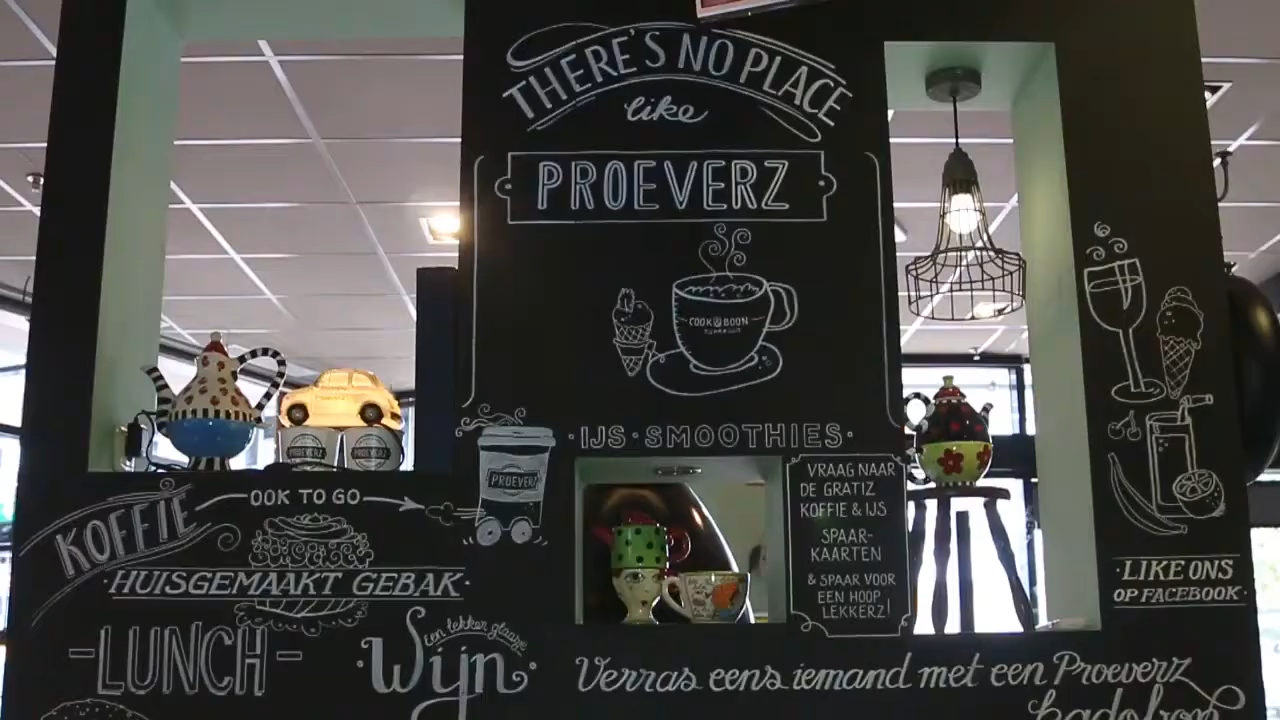 THERE'S NO PLACE
like
PROEVERZ
COOK & BOON
·IJS·SMOOTHIES·
PROEVERZ
PROEVERZ
KOFFIE
OOK TO GO
PROEVERZ
·HUISGEMAAKT GEBAK·
-LUNCH-
Een lekker glaasje
·Wijn·
VRAAG NAAR
DE GRATIZ
KOFFIE & IJS
SPAAR-
KAARTEN
& SPAAR VOOR
EEN HOOP
LEKKERZ!
·LIKE ONS
OP FACEBOOK·
Verras eens iemand met een Proeverz
kadobon